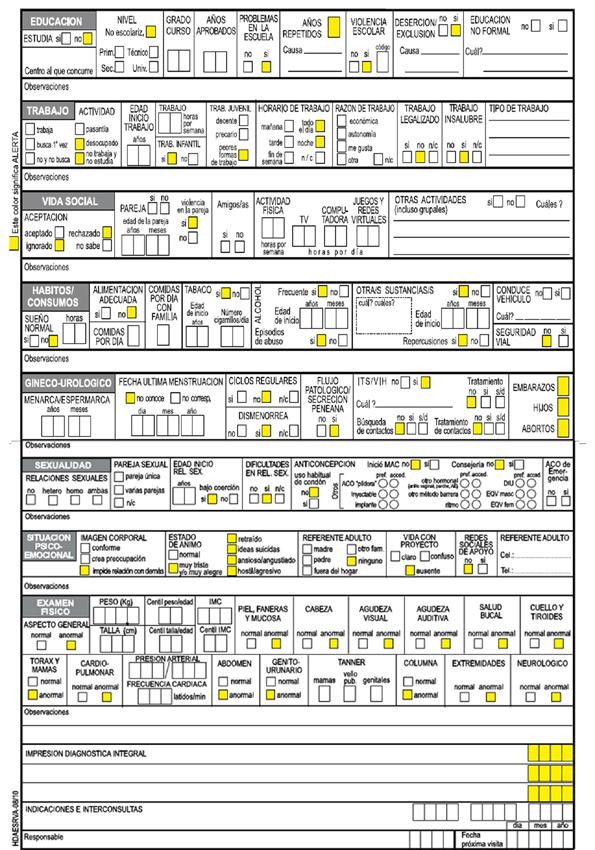 EDUCACION
ESTUDIA si no
Centro al que concurre
NIVEL
No escolariz.
Prim. Técnico
Sec. Univ.
GRADO CURSO
AÑOS APROBADOS
PROBLEMAS EN LA ESCUELA
no si
AÑOS REPETIDOS
Causa
VIOLENCIA ESCOLAR
no si código
DESERCION/ EXCLUSION no si
Causa
EDUCACION NO FORMAL no si
Cuál?
Observaciones
Este color significa ALERTA
TRABAJO
trabaja
busca 1ª vez
no y no busca
ACTIVIDAD
pasantía
desocupado
no trabaja y no estudia
EDAD INICIO TRABAJO
años
TRABAJO
horas por semana
TRAB. INFANTIL
si no
TRAB. JUVENIL
decente
precario
peores formas de trabajo
HORARIO DE TRABAJO
mañana todo el día
tarde noche
fin de semana n/c
RAZON DE TRABAJO
económica
autonomía
me gusta
otra n/c
TRABAJO LEGALIZADO
si no n/c
TRABAJO INSALUBRE
no si n/c
TIPO DE TRABAJO
Observaciones
VIDA SOCIAL
ACEPTACION
aceptado rechazado
ignorado no sabe
PAREJA si no
edad de la pareja
años meses
violencia en la pareja
si
no
Amigos/as
si no
ACTIVIDAD FISICA
horas por semana
TV
COMPUTADORA
JUEGOS Y REDES VIRTUALES
horas por día
OTRAS ACTIVIDADES (incluso grupales)
si no Cuáles ?
Observaciones
HABITOS/ CONSUMOS
SUEÑO NORMAL horas
si no
ALIMENTACION ADECUADA
si no
COMIDAS POR DIA
COMIDAS POR DIA CON FAMILIA
TABACO si no
Edad de inicio
años
Número cigarrillos/día
ALCOHOL
Frecuente si no
Edad de inicio
años meses
Episodios de abuso si no
OTRA/S SUSTANCIAS/S si no
cuál? cuáles?
Edad de inicio
años meses
Repercusiones si no
CONDUCE VEHICULO si no
Cuál?
SEGURIDAD VIAL no si
Observaciones
GINECO-UROLOGICO
MENARCA/ESPERMARCA
años meses
FECHA ULTIMA MENSTRUACION
no conoce no corresp.
día mes año
CICLOS REGULARES
si no n/c
DISMENORREA
no si n/c
FLUJO PATOLOGICO/ SECRECION PENEANA
no si
ITS/VIH no si
Cuál ?
Búsqueda de contactos
no si s/d
Tratamiento
no si s/d
Tratamiento de contactos
no si s/d
EMBARAZOS
HIJOS
ABORTOS
Observaciones
SEXUALIDAD
RELACIONES SEXUALES
no hetero homo ambas
PAREJA SEXUAL
pareja única
varias parejas
n/c
EDAD INICIO REL. SEX.
años
bajo coerción
si no
DIFICULTADES EN REL. SEX.
no si n/c
ANTICONCEPCION
uso habitual de condón
no
si
Inició MAC no si
Consejería no si
Otros
pref. acced.
ACO "píldora"
inyectable
implante
pref. acced.
otro hormonal
otro método barrera
ritmo
pref. acced.
DIU
EQV masc
EQV fem
ACO de Emergencia
no si
Observaciones
SITUACION PSICO-EMOCIONAL
IMAGEN CORPORAL
conforme
crea preocupación
impide relación con demás
ESTADO DE ANIMO
normal
muy triste y/o muy alegre
retraído
ideas suicidas
ansioso/angustiado
hostil/agresivo
REFERENTE ADULTO
madre otro fam.
padre ninguno
fuera del hogar
VIDA CON PROYECTO
claro confuso
ausente
REDES SOCIALES DE APOYO
no si
REFERENTE ADULTO
Cel.:
Tel.:
Observaciones
EXAMEN FISICO
ASPECTO GENERAL
normal anormal
PESO (Kg)
TALLA (cm)
Centil peso/edad
Centil talla/edad
IMC
Centil IMC
PIEL, FANERAS Y MUCOSA
normal anormal
CABEZA
normal anormal
AGUDEZA VISUAL
normal anormal
AGUDEZA AUDITIVA
normal anormal
SALUD BUCAL
normal anormal
CUELLO Y TIROIDES
normal anormal
TORAX Y MAMAS
normal
anormal
CARDIO-PULMONAR
normal anormal
PRESION ARTERIAL
FRECUENCIA CARDIACA
latidos/min
ABDOMEN
normal
anormal
GENITO-URINARIO
normal
anormal
TANNER
mamas vello pub. genitales
COLUMNA
normal
anormal
EXTREMIDADES
normal anormal
NEUROLOGICO
normal anormal
Observaciones
IMPRESION DIAGNOSTICA INTEGRAL
INDICACIONES E INTERCONSULTAS
día mes año
Responsable
Fecha próxima visita
HDAESRVA-08/10